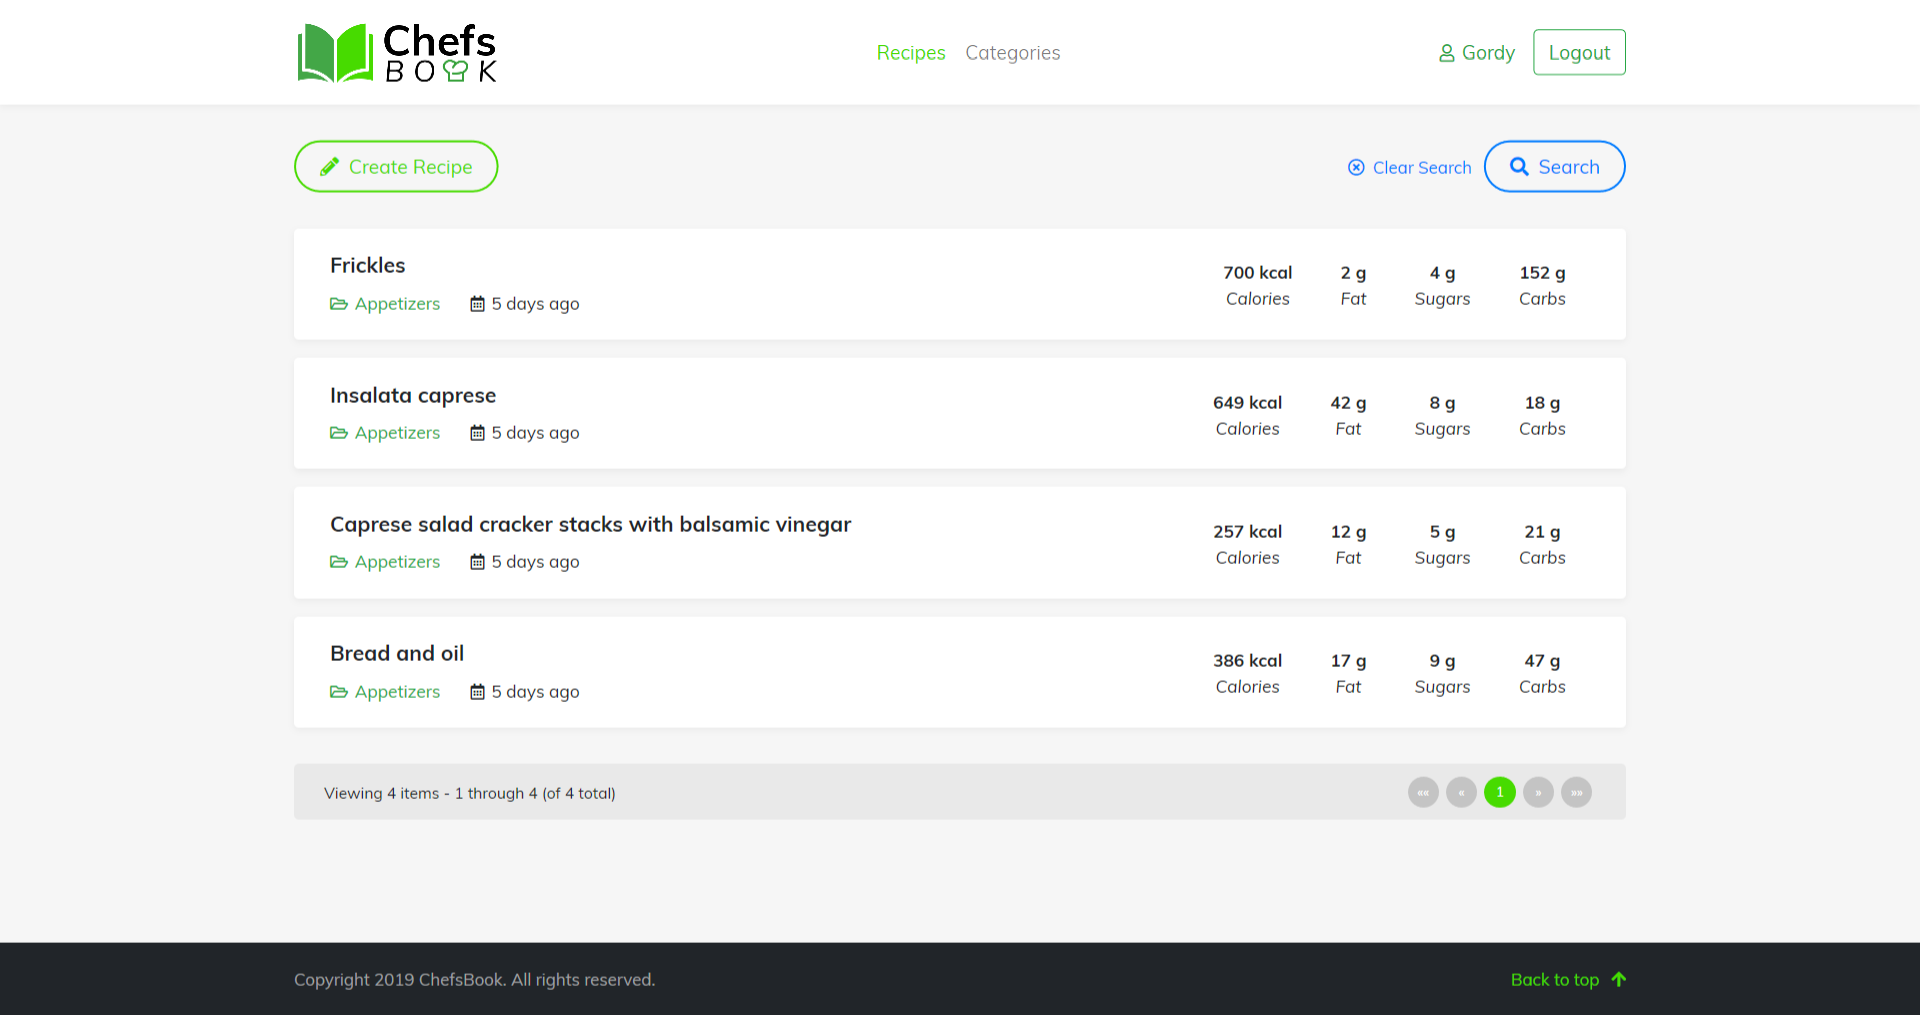 Chefs
BOOK
Recipes Categories
Gordy Logout
Create Recipe
Clear Search Search
Frickles
Appetizers 5 days ago
700 kcal 2 g 4 g 152 g
Calories Fat Sugars Carbs
Insalata caprese
Appetizers 5 days ago
649 kcal 42 g 8 g 18 g
Calories Fat Sugars Carbs
Caprese salad cracker stacks with balsamic vinegar
Appetizers 5 days ago
257 kcal 12 g 5 g 21 g
Calories Fat Sugars Carbs
Bread and oil
Appetizers 5 days ago
386 kcal 17 g 9 g 47 g
Calories Fat Sugars Carbs
Viewing 4 items - 1 through 4 (of 4 total)
«« « 1 » »»
Copyright 2019 ChefsBook. All rights reserved.
Back to top